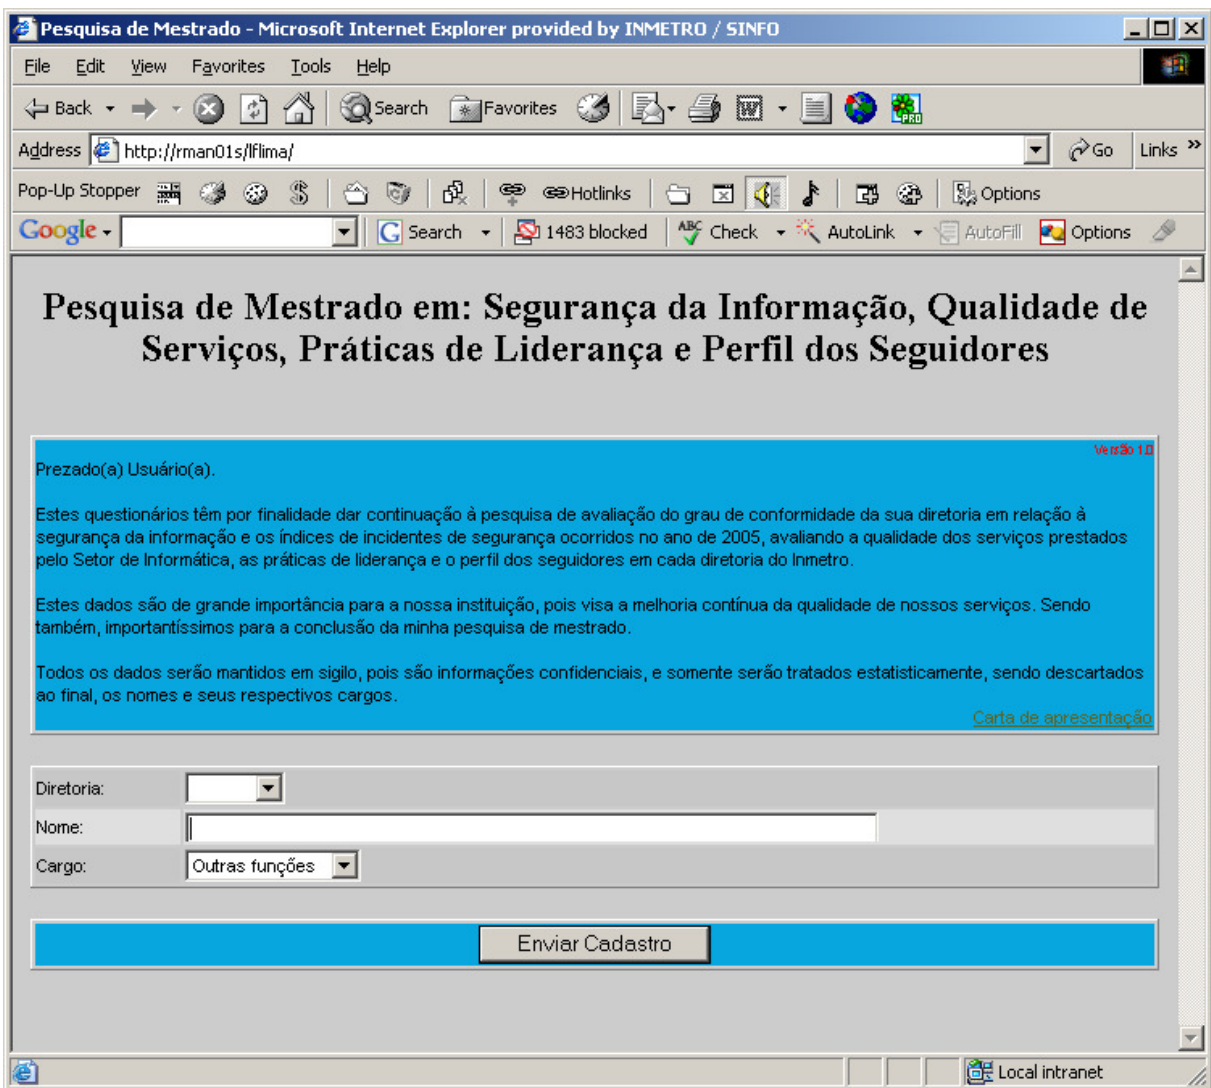 Pesquisa de Mestrado - Microsoft Internet Explorer provided by INMETRO / SINFO
File Edit View Favorites Tools Help
Back Search Favorites
Address http://rman01s/lflima/ Go Links »
Pop-Up Stopper Hotlinks Options
Google Search 1483 blocked ABC Check AutoLink AutoFill Options
Pesquisa de Mestrado em: Segurança da Informação, Qualidade de
Serviços, Práticas de Liderança e Perfil dos Seguidores
Versão 1.0
Prezado(a) Usuário(a).
Estes questionários têm por finalidade dar continuação à pesquisa de avaliação do grau de conformidade da sua diretoria em relação à
segurança da informação e os índices de incidentes de segurança ocorridos no ano de 2005, avaliando a qualidade dos serviços prestados
pelo Setor de Informática, as práticas de liderança e o perfil dos seguidores em cada diretoria do Inmetro.
Estes dados são de grande importância para a nossa instituição, pois visa a melhoria contínua da qualidade de nossos serviços. Sendo
também, importantíssimos para a conclusão da minha pesquisa de mestrado.
Todos os dados serão mantidos em sigilo, pois são informações confidenciais, e somente serão tratados estatisticamente, sendo descartados
ao final, os nomes e seus respectivos cargos.
Carta de apresentação
Diretoria:
Nome:
Cargo: Outras funções
Enviar Cadastro
Local intranet